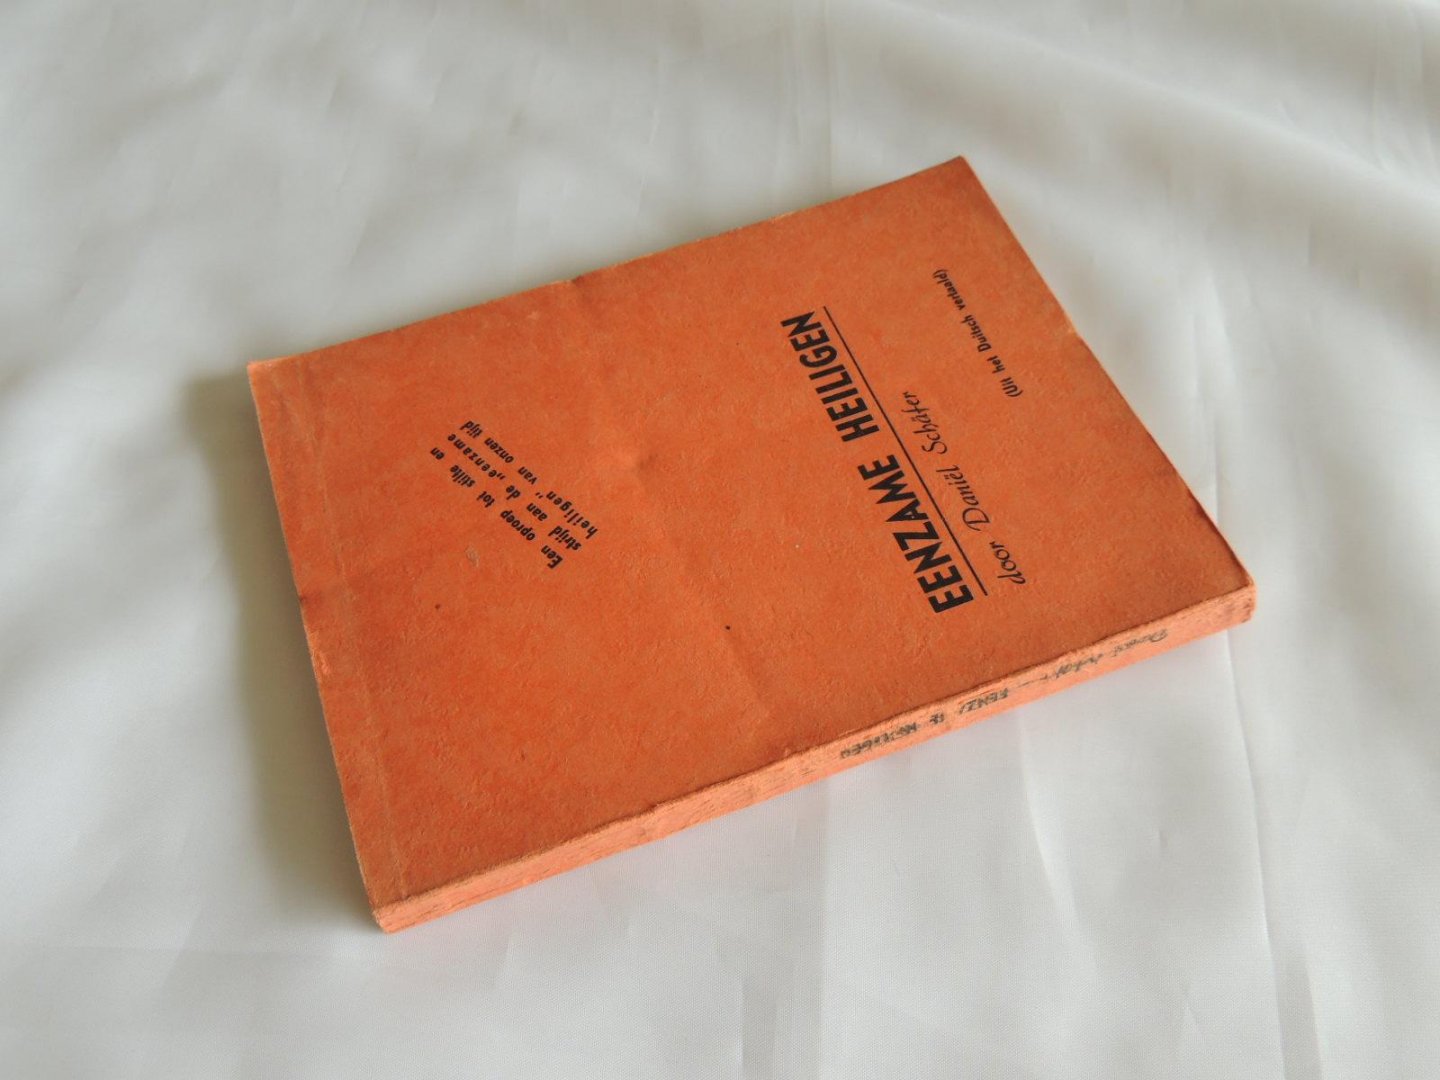 EENZAME HEILIGEN
door Daniël Schäfer
(Uit het Duitsch vertaald)
Een oproep tot stille en
strijd aan de „eenzame
heiligen” van onzen tijd